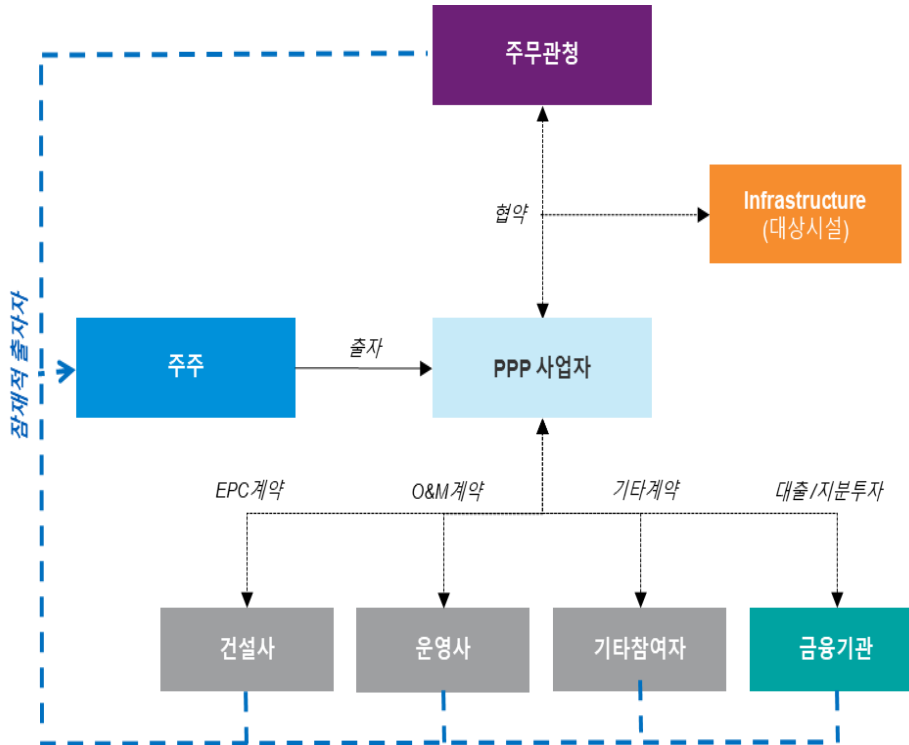 주무관청
협약
Infrastructure
(대상시설)
잠재적 출자자
주주
출자
PPP 사업자
EPC계약
O&M계약
기타계약
대출/지분투자
건설사
운영사
기타참여자
금융기관